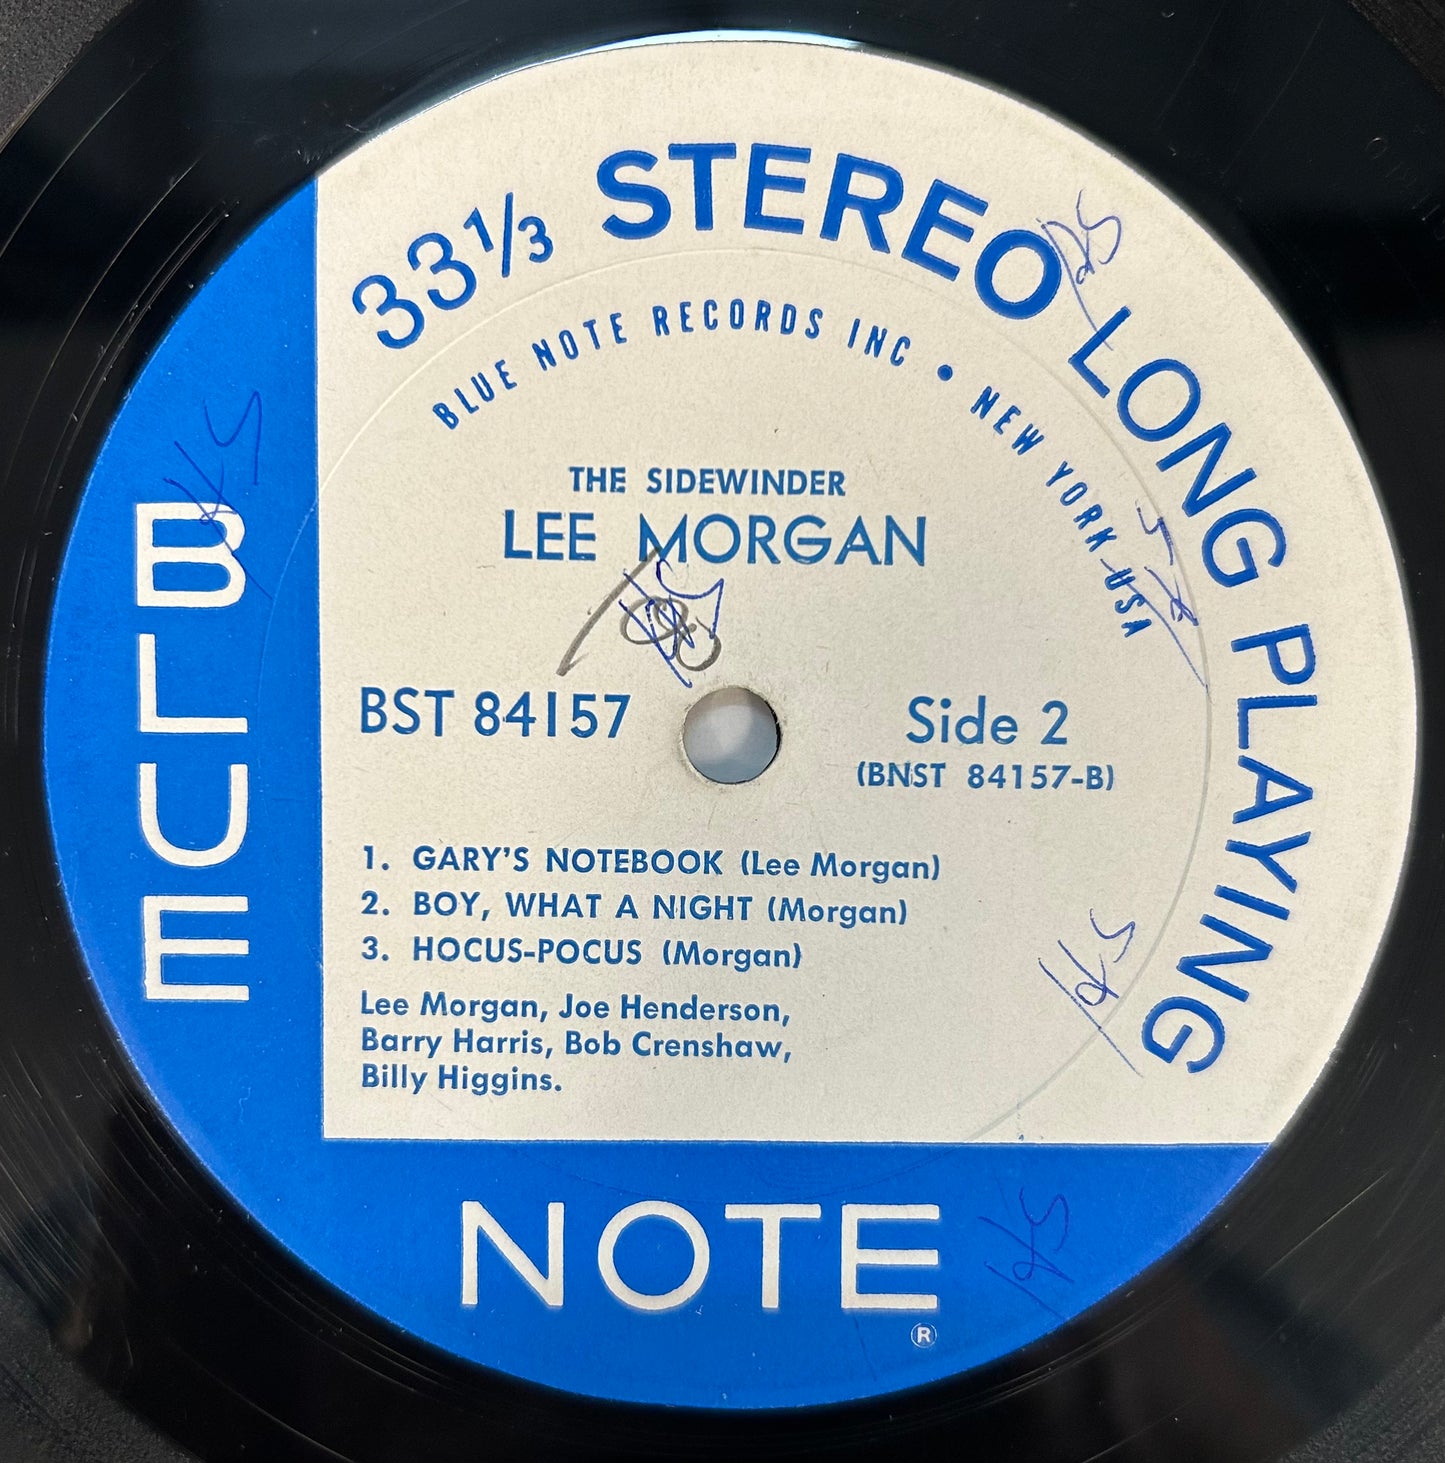 33 1/3 STEREO LONG PLAYING
BLUE NOTE RECORDS INC • NEW YORK USA
THE SIDEWINDER
LEE MORGAN
BST 84157
Side 2
(BNST 84157-B)
1. GARY'S NOTEBOOK (Lee Morgan)
2. BOY, WHAT A NIGHT (Morgan)
3. HOCUS-POCUS (Morgan)
Lee Morgan, Joe Henderson,
Barry Harris, Bob Crenshaw,
Billy Higgins.
BLUE
NOTE
®